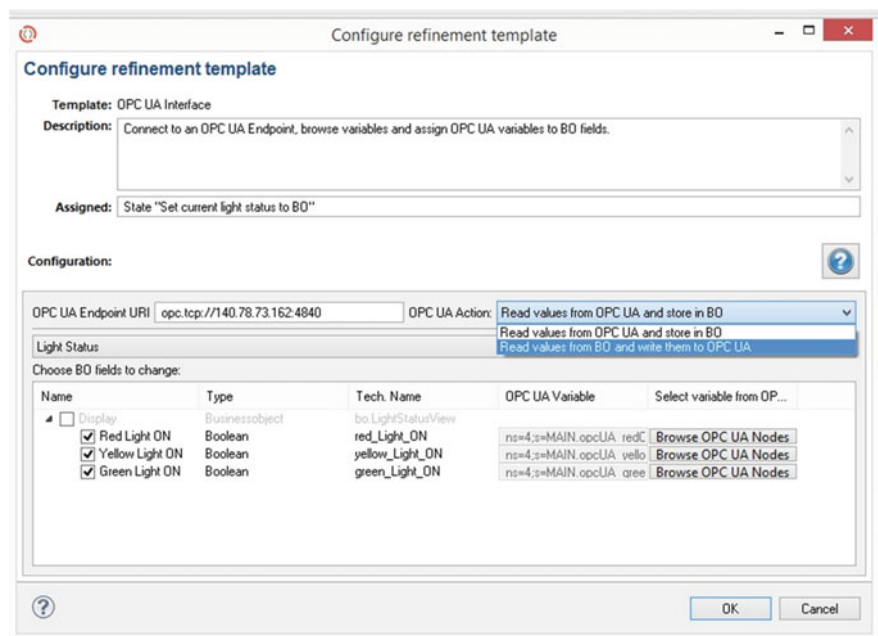 Configure refinement template
Configure refinement template
Template: OPC UA Interface
Description: Connect to an OPC UA Endpoint, browse variables and assign OPC UA variables to BO fields.
Assigned: State "Set current light status to BO"
Configuration:
OPC UA Endpoint URI opc.tcp://140.78.73.162:4840 OPC UA Action: Read values from OPC UA and store in BO
Read values from OPC UA and store in BO
Light Status Read values from BO and write them to OPC UA
Choose BO fields to change:
Name Type Tech. Name OPC UA Variable Select variable from OP...
Display Businessobject bo.LightStatusView
Red Light ON Boolean red_Light_ON ns=4;s=MAIN.opcUA_redC Browse OPC UA Nodes
Yellow Light ON Boolean yellow_Light_ON ns=4;s=MAIN.opcUA_yello Browse OPC UA Nodes
Green Light ON Boolean green_Light_ON ns=4;s=MAIN.opcUA_gree Browse OPC UA Nodes
OK Cancel